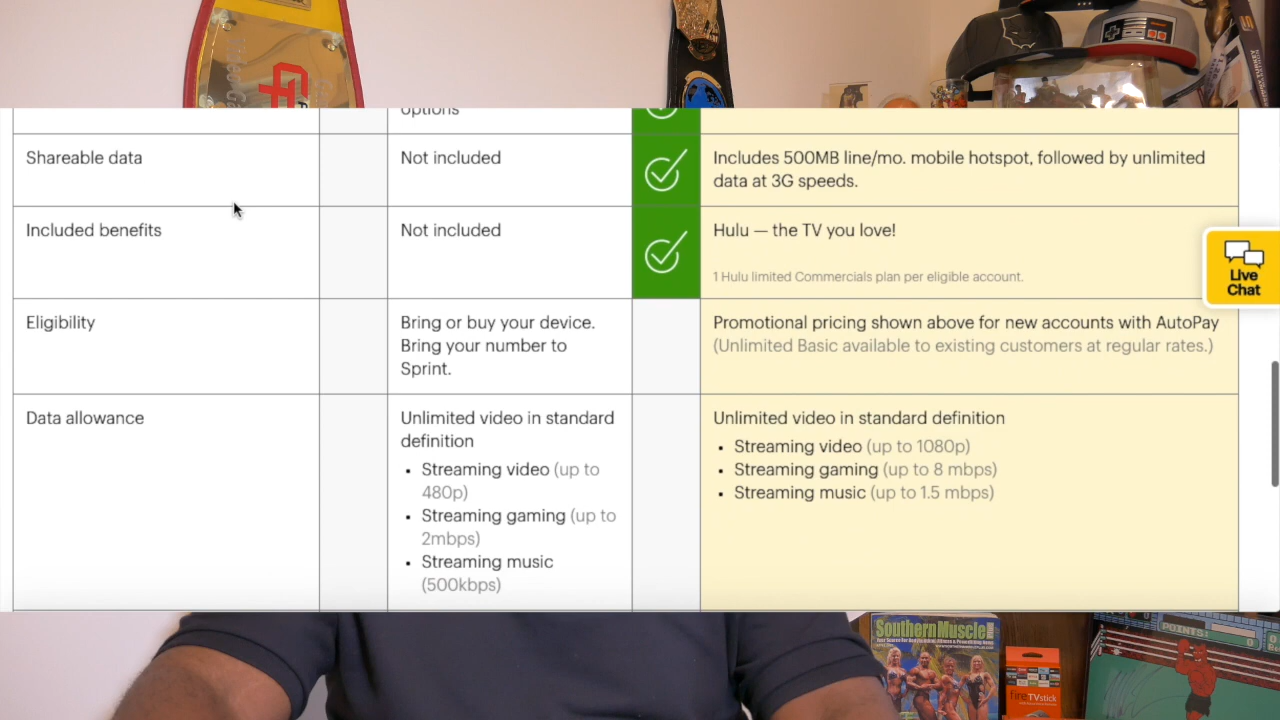 options
Shareable data
Not included
Includes 500MB line/mo. mobile hotspot, followed by unlimited
data at 3G speeds.
Included benefits
Not included
Hulu — the TV you love!
1 Hulu limited Commercials plan per eligible account.
Live
Chat
Eligibility
Bring or buy your device.
Bring your number to
Sprint.
Promotional pricing shown above for new accounts with AutoPay
(Unlimited Basic available to existing customers at regular rates.)
Data allowance
Unlimited video in standard
definition
• Streaming video (up to
480p)
• Streaming gaming (up to
2mbps)
• Streaming music
(500kbps)
Unlimited video in standard definition
• Streaming video (up to 1080p)
• Streaming gaming (up to 8 mbps)
• Streaming music (up to 1.5 mbps)
SouthernMuscle
fireTVstick
POINTS: